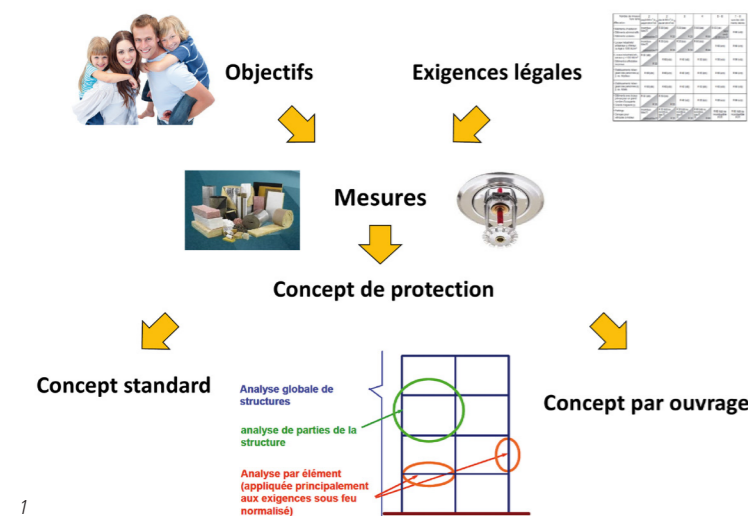 Objectifs
Exigences légales
Mesures
Concept de protection
Concept standard
Analyse globale de
structures
analyse de parties de la
structure
Analyse par élément
(appliquée principalement
aux exigences sous feu
normalisé)
Concept par ouvrage
1